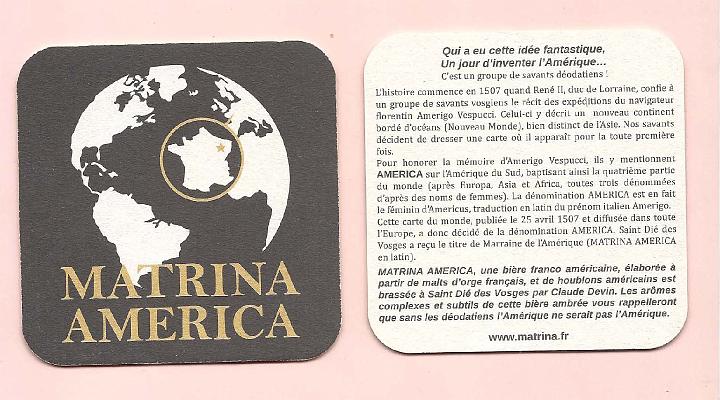 MATRINA
AMERICA
Qui a eu cette idée fantastique,
Un jour d'inventer l'Amérique...
C'est un groupe de savants déodatiens !
L'histoire commence en 1507 quand René II, duc de Lorraine, confie à
un groupe de savants vosgiens le récit des expéditions du navigateur
florentin Amerigo Vespucci. Celui-ci y décrit un nouveau continent
bordé d'océans (Nouveau Monde), bien distinct de l'Asie. Nos savants
décident de dresser une carte où il apparaît pour la toute première
fois.
Pour honorer la mémoire d'Amerigo Vespucci, ils y mentionnent
AMERICA sur l'Amérique du Sud, baptisant ainsi la quatrième partie
du monde (après Europa, Asia et Africa, toutes trois dénommées
d'après des noms de femmes). La dénomination AMERICA est en fait
le féminin d'Americus, traduction en latin du prénom italien Amerigo.
Cette carte du monde, publiée le 25 avril 1507 et diffusée dans toute
l'Europe, a donc décidé de la dénomination AMERICA. Saint Dié des
Vosges a reçu le titre de Marraine de l'Amérique (MATRINA AMERICA
en latin).
MATRINA AMERICA, une bière franco américaine, élaborée à
partir de malts d'orge français, et de houblons américains est
brassée à Saint Dié des Vosges par Claude Devin. Les arômes
complexes et subtils de cette bière ambrée vous rappelleront
que sans les déodatiens l'Amérique ne serait pas l'Amérique.
www.matrina.fr